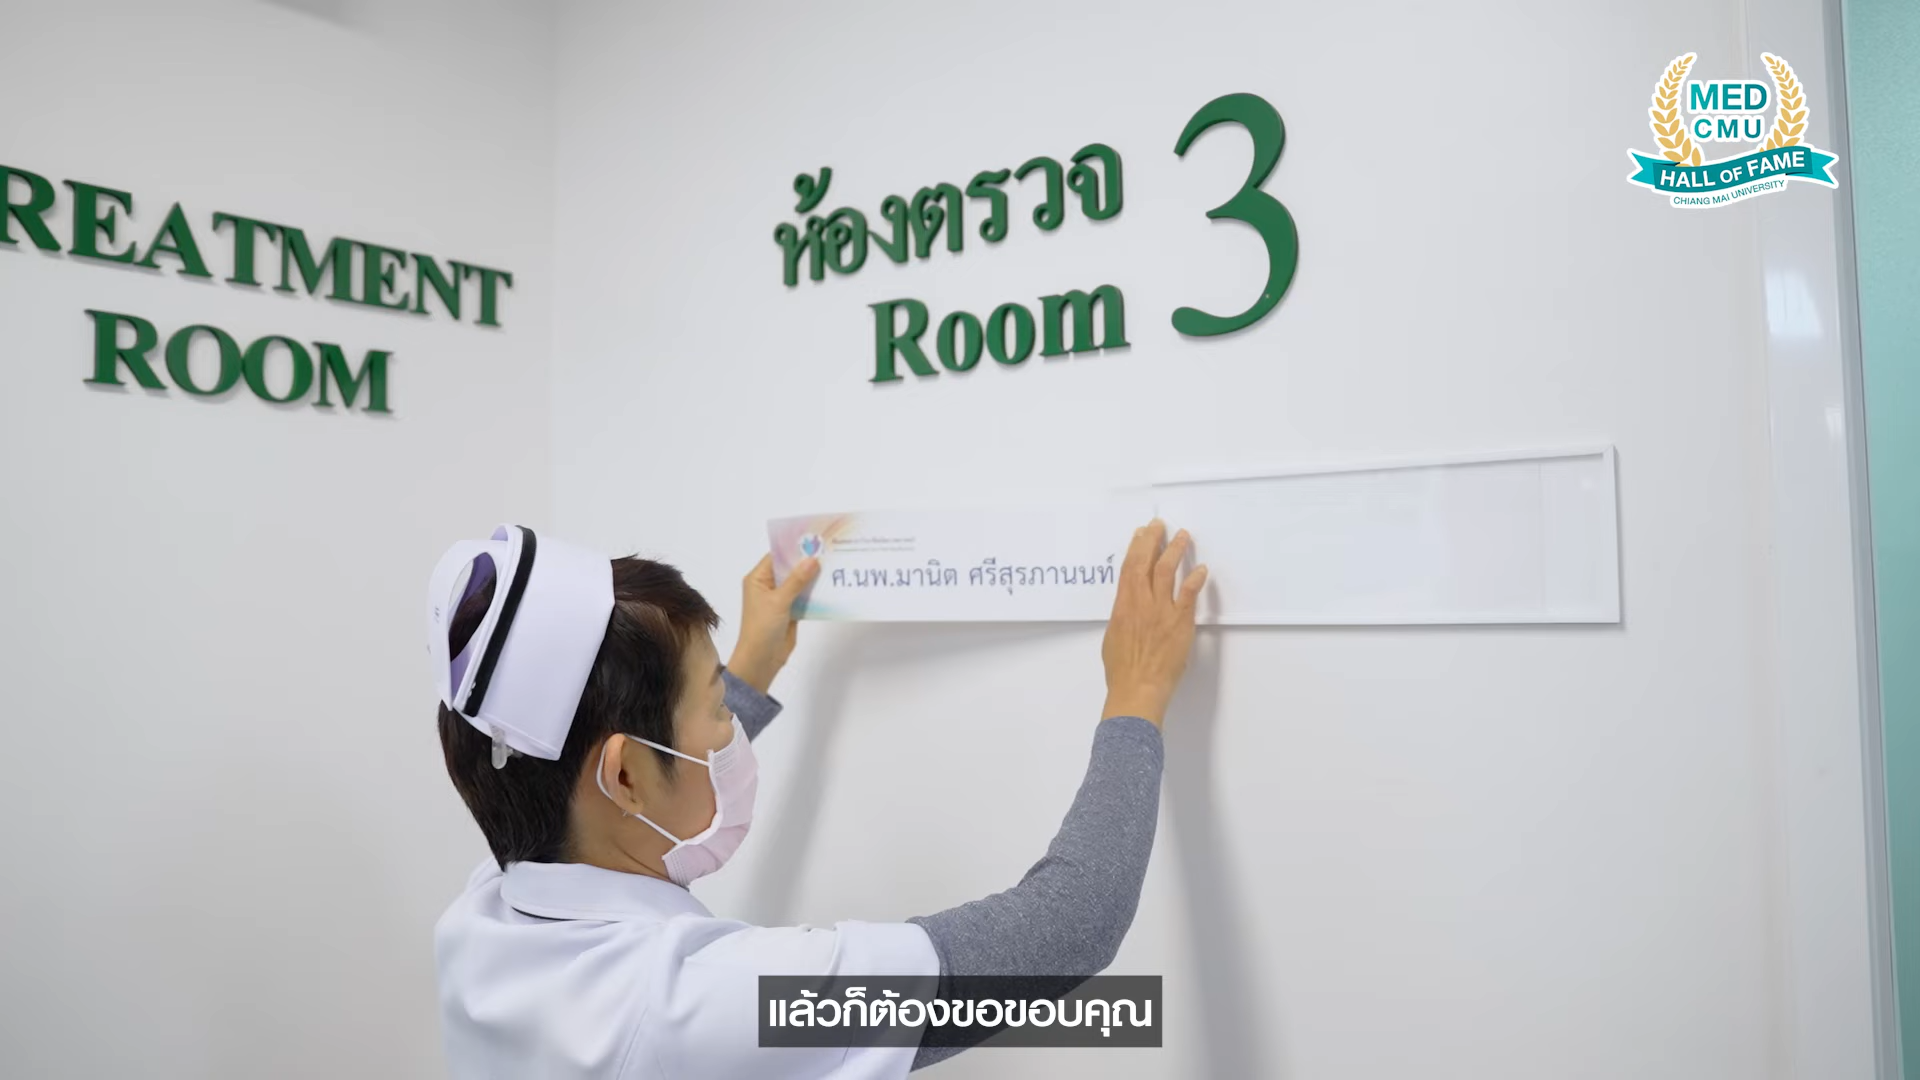 REATMENT
ROOM
ห้องตรวจ 3
Room
MED
CMU
HALL OF FAME
CHIANG MAI UNIVERSITY
ศ.นพ.มานิต ศรีสุรภานนท์
แล้วก็ต้องขอขอบคุณ